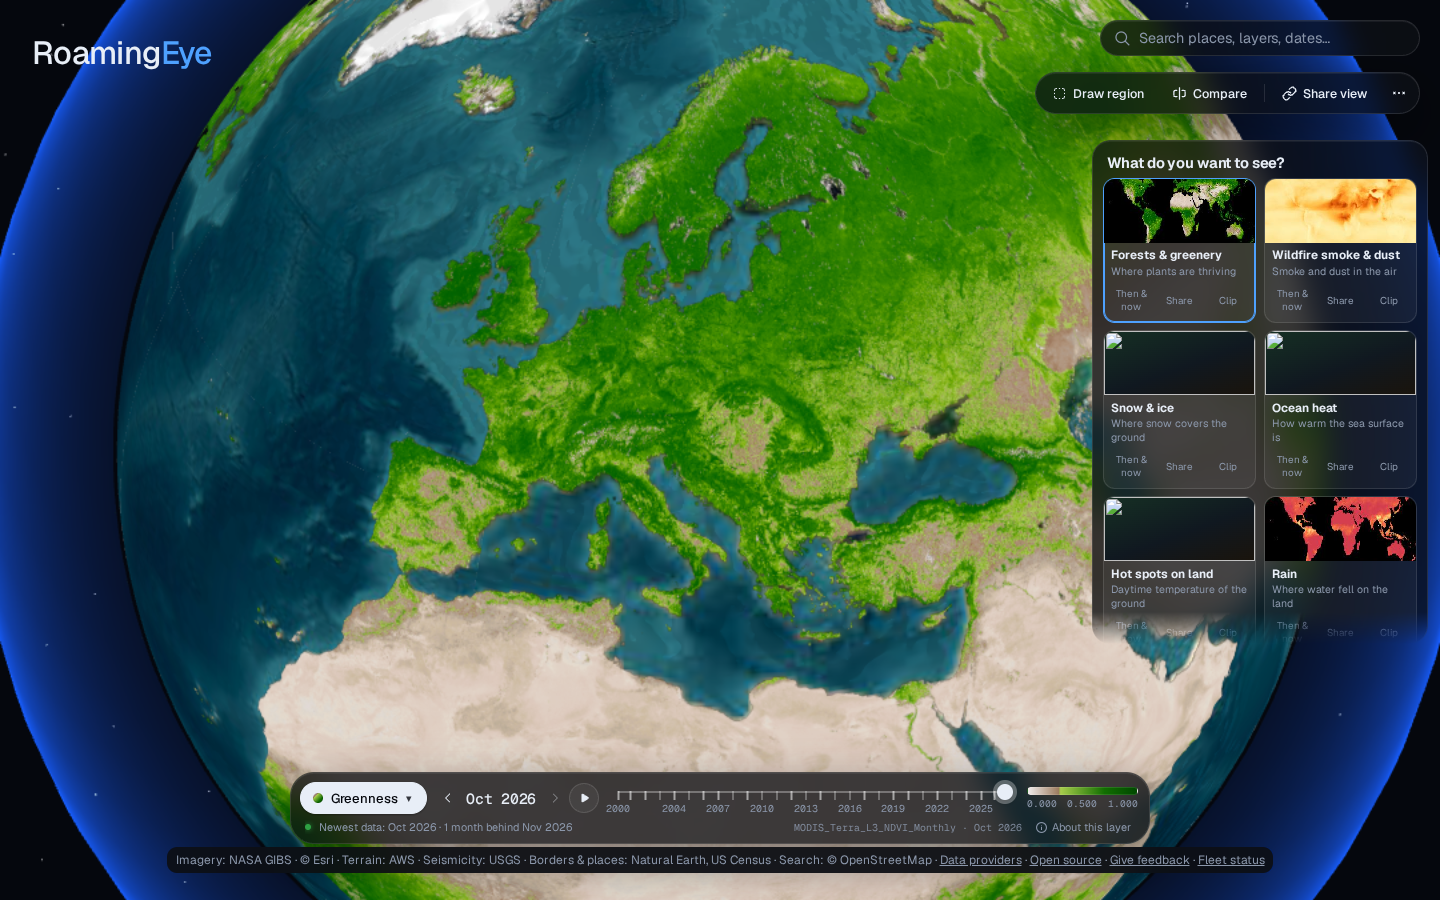 RoamingEye
Search places, layers, dates...
Draw region
Compare
Share view
What do you want to see?
Forests & greenery
Where plants are thriving
Then & now
Share
Clip
Wildfire smoke & dust
Smoke and dust in the air
Then & now
Share
Clip
Snow & ice
Where snow covers the ground
Then & now
Share
Clip
Ocean heat
How warm the sea surface is
Then & now
Share
Clip
Hot spots on land
Daytime temperature of the ground
Then &
Share
Clip
Rain
Where water fell on the land
Then &
Share
Clip
Greenness ▾
Oct 2026
2000 2004 2007 2010 2013 2016 2019 2022 2025
0.000 0.500 1.000
Newest data: Oct 2026 · 1 month behind Nov 2026
MODIS_Terra_L3_NDVI_Monthly · Oct 2026
About this layer
Imagery: NASA GIBS · © Esri · Terrain: AWS · Seismicity: USGS · Borders & places: Natural Earth, US Census · Search: © OpenStreetMap · Data providers · Open source · Give feedback · Fleet status